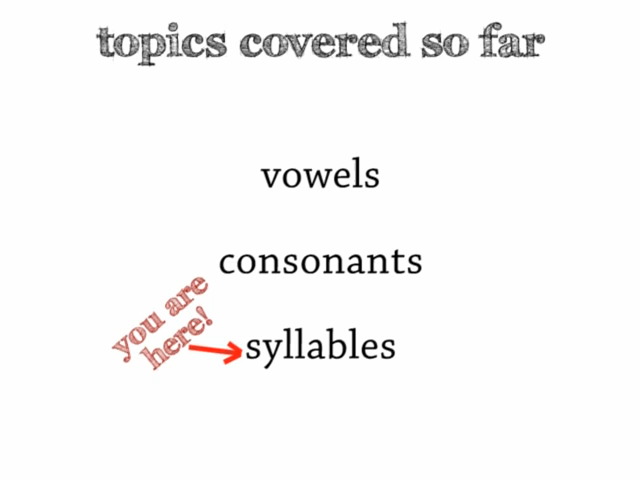 topics covered so far
vowels
consonants
you are
here!
syllables